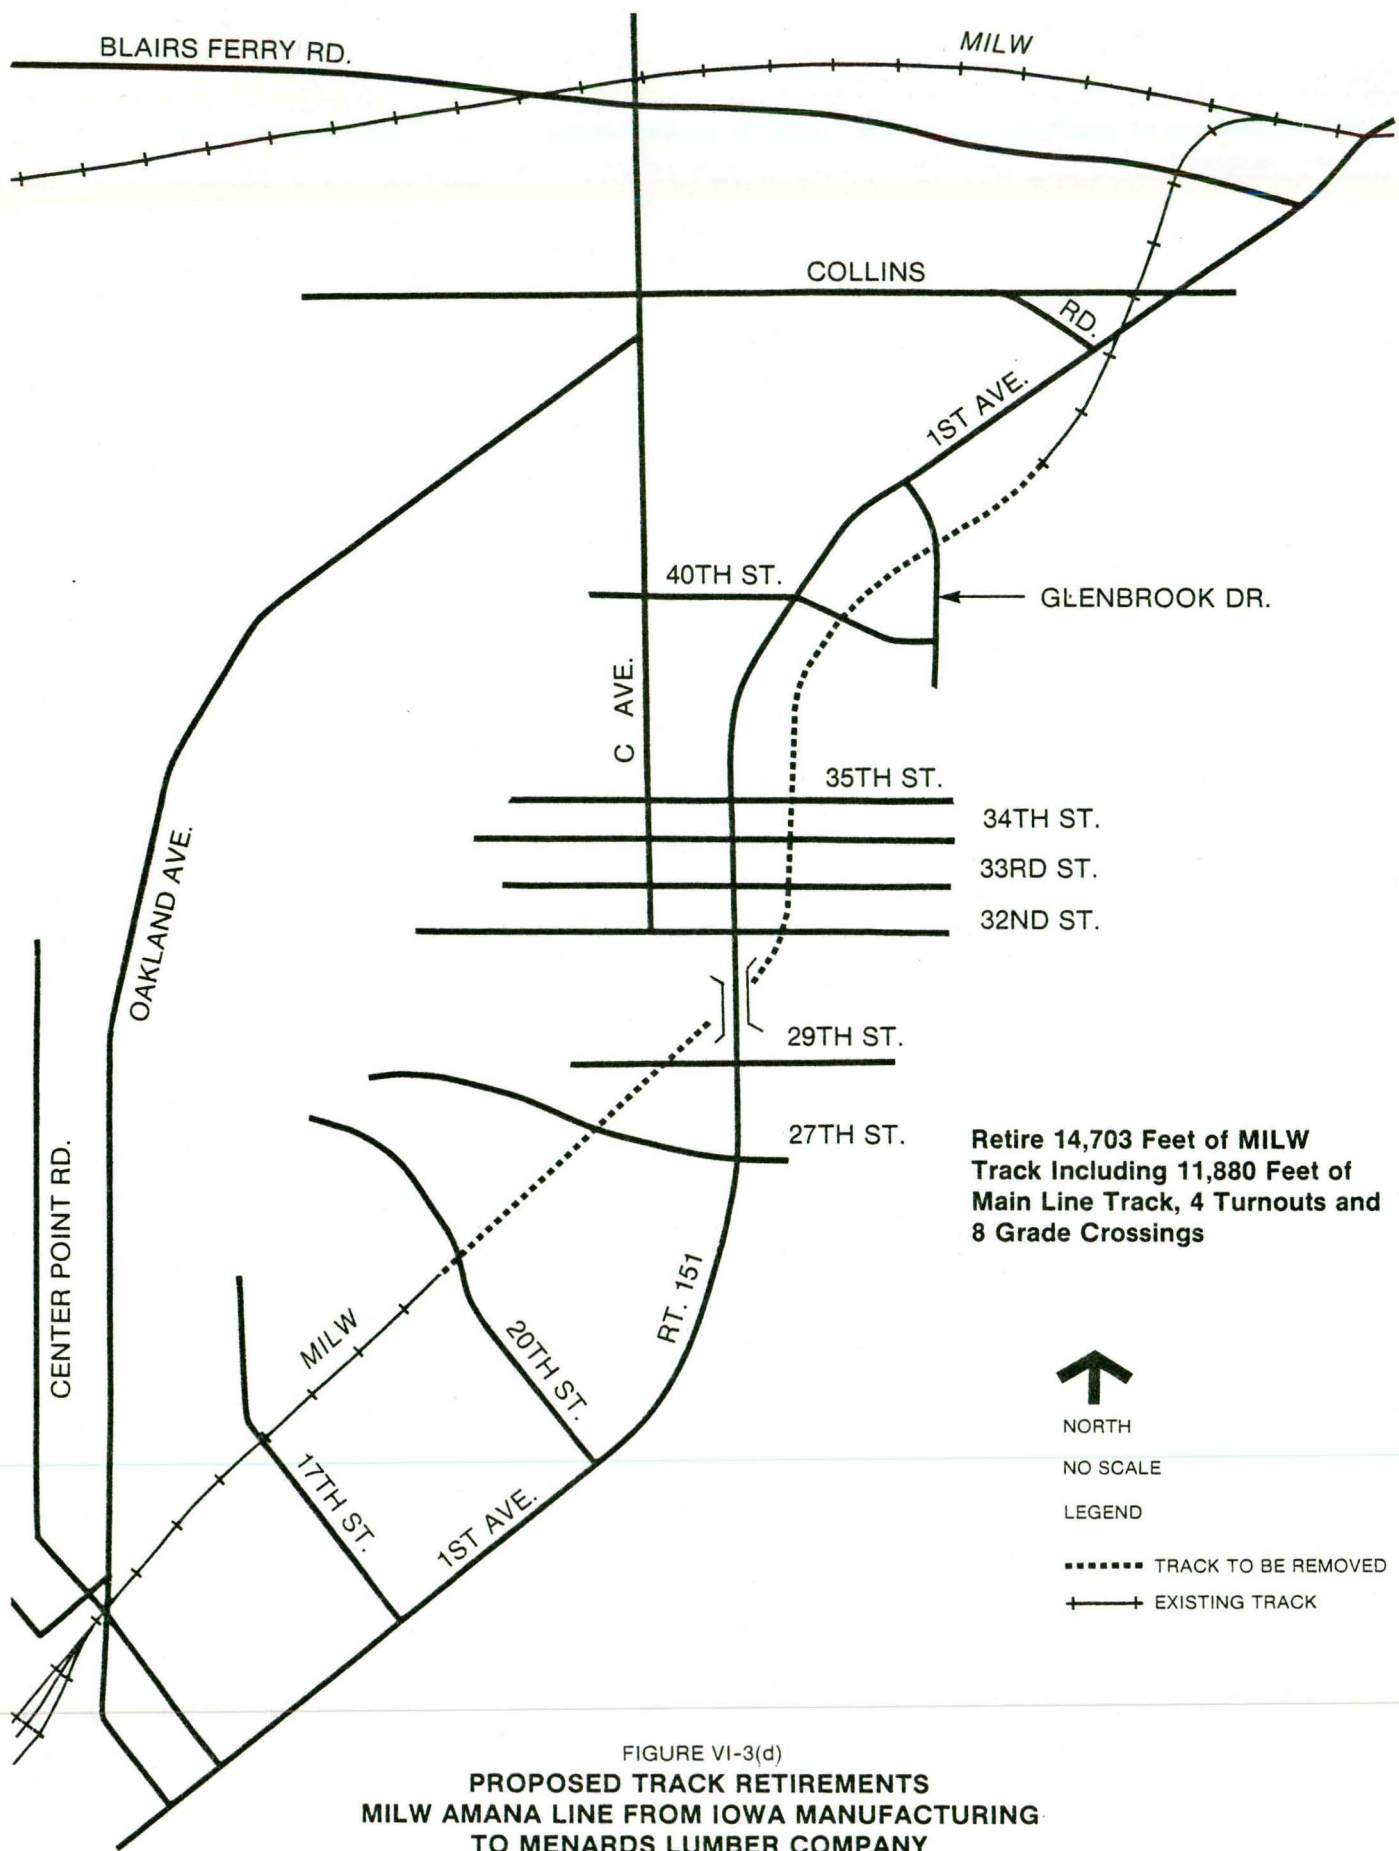 BLAIRS FERRY RD.
MILW
COLLINS
RD.
1ST AVE.
40TH ST.
GLENBROOK DR.
C AVE.
35TH ST.
34TH ST.
33RD ST.
32ND ST.
OAKLAND AVE.
29TH ST.
27TH ST.
CENTER POINT RD.
Retire 14,703 Feet of MILW
Track Including 11,880 Feet of
Main Line Track, 4 Turnouts and
8 Grade Crossings
RT. 151
MILW
20TH ST.
17TH ST.
1ST AVE.
NORTH
NO SCALE
LEGEND
TRACK TO BE REMOVED
EXISTING TRACK
FIGURE VI-3(d)
PROPOSED TRACK RETIREMENTS
MILW AMANA LINE FROM IOWA MANUFACTURING
TO MENARDS LUMBER COMPANY